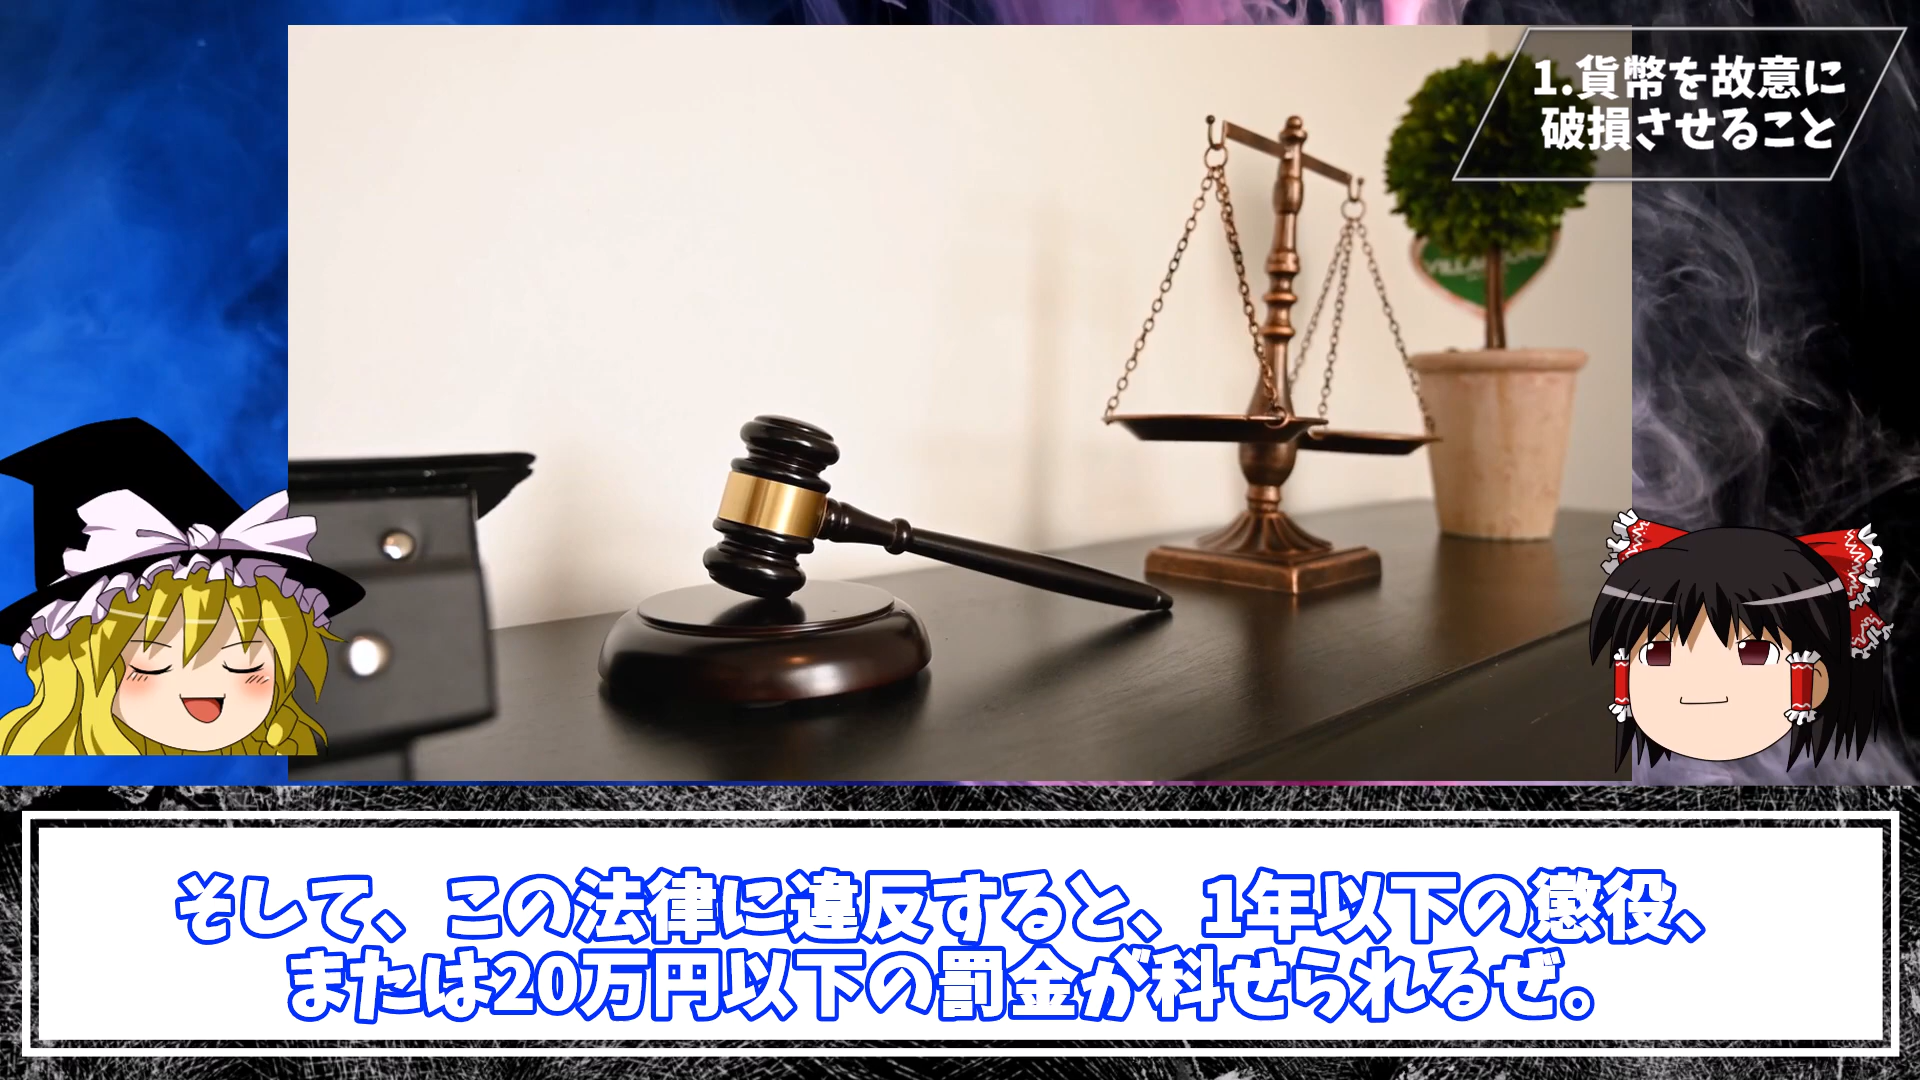 1.貨幣を故意に
破損させること
そして、この法律に違反すると、1年以下の懲役、
または20万円以下の罰金が科せられるぜ。